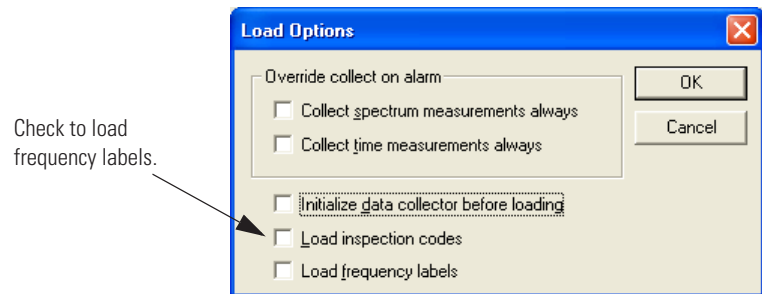 Load Options
Override collect on alarm
Collect spectrum measurements always
Collect time measurements always
OK
Cancel
Check to load
frequency labels.
Initialize data collector before loading
Load inspection codes
Load frequency labels